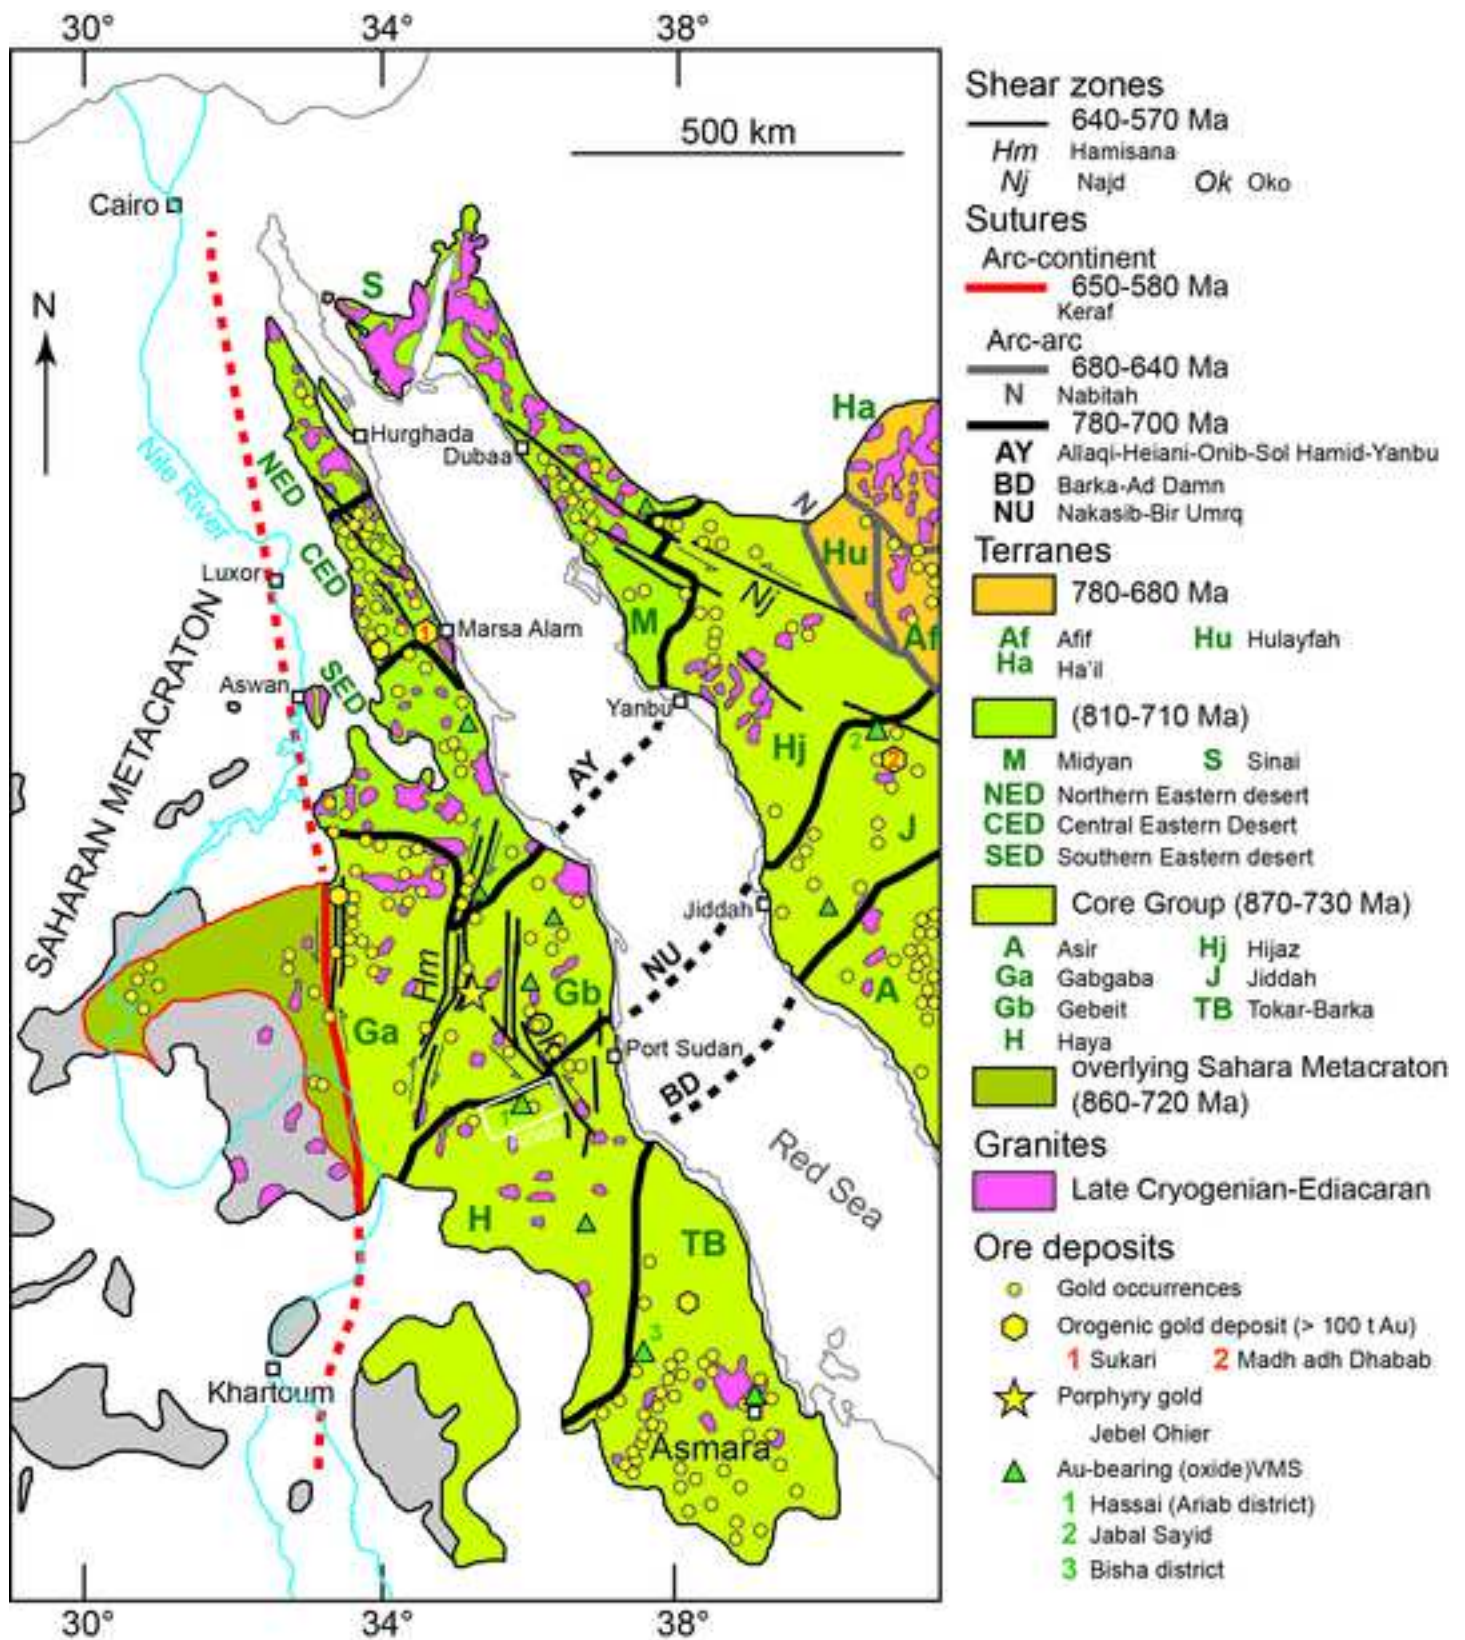 30° 34° 38°
500 km
Cairo
N
S
Hurghada
Dubaa
Ha
NED
N
Nile River
CED
Hu
Luxor
Nj
M
Marsa Alam
1
Af
SED
Aswan
Yanbu
SAHARAN METACRATON
AY
Hj
2
2
J
Jiddah
NU
Hm
Gb
A
Ga
Ok
Port Sudan
BD
1
Red Sea
H
TB
3
Khartoum
Asmara
30° 34° 38°
Shear zones
640-570 Ma
Hm Hamisana
Nj Najd Ok Oko
Sutures
Arc-continent
650-580 Ma
Keraf
Arc-arc
680-640 Ma
N Nabitah
780-700 Ma
AY Allaqi-Heiani-Onib-Sol Hamid-Yanbu
BD Barka-Ad Damn
NU Nakasib-Bir Umrq
Terranes
780-680 Ma
Af Afif Hu Hulayfah
Ha Ha'il
(810-710 Ma)
M Midyan S Sinai
NED Northern Eastern desert
CED Central Eastern Desert
SED Southern Eastern desert
Core Group (870-730 Ma)
A Asir Hj Hijaz
Ga Gabgaba J Jiddah
Gb Gebeit TB Tokar-Barka
H Haya
overlying Sahara Metacraton
(860-720 Ma)
Granites
Late Cryogenian-Ediacaran
Ore deposits
Gold occurrences
Orogenic gold deposit (> 100 t Au)
1 Sukari 2 Madh adh Dhabab
Porphyry gold
Jebel Ohier
Au-bearing (oxide)VMS
1 Hassai (Ariab district)
2 Jabal Sayid
3 Bisha district